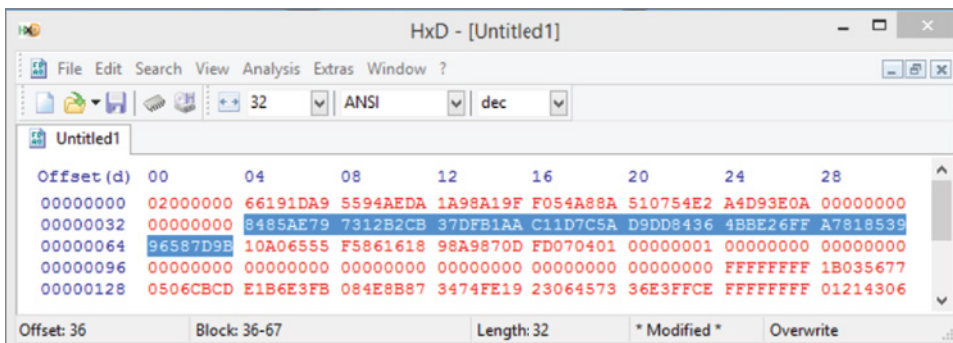 HxD - [Untitled1]
File Edit Search View Analysis Extras Window ?
32 ANSI dec
Untitled1
Offset(d) 00 04 08 12 16 20 24 28
00000000 02000000 66191DA9 5594AEDA 1A98A19F F054A88A 510754E2 A4D93E0A 00000000
00000032 00000000 8485AE79 7312B2CB 37DFB1AA C11D7C5A D9DD8436 4BBE26FF A7818539
00000064 96587D9B 10A06555 F5861618 98A9870D FD070401 00000001 00000000 00000000
00000096 00000000 00000000 00000000 00000000 00000000 00000000 FFFFFFFF 1B035677
00000128 0506CBCD E1B6E3FB 084E8B87 3474FE19 23064573 36E3FFCE FFFFFFFF 01214306
Offset: 36 Block: 36-67 Length: 32 * Modified * Overwrite